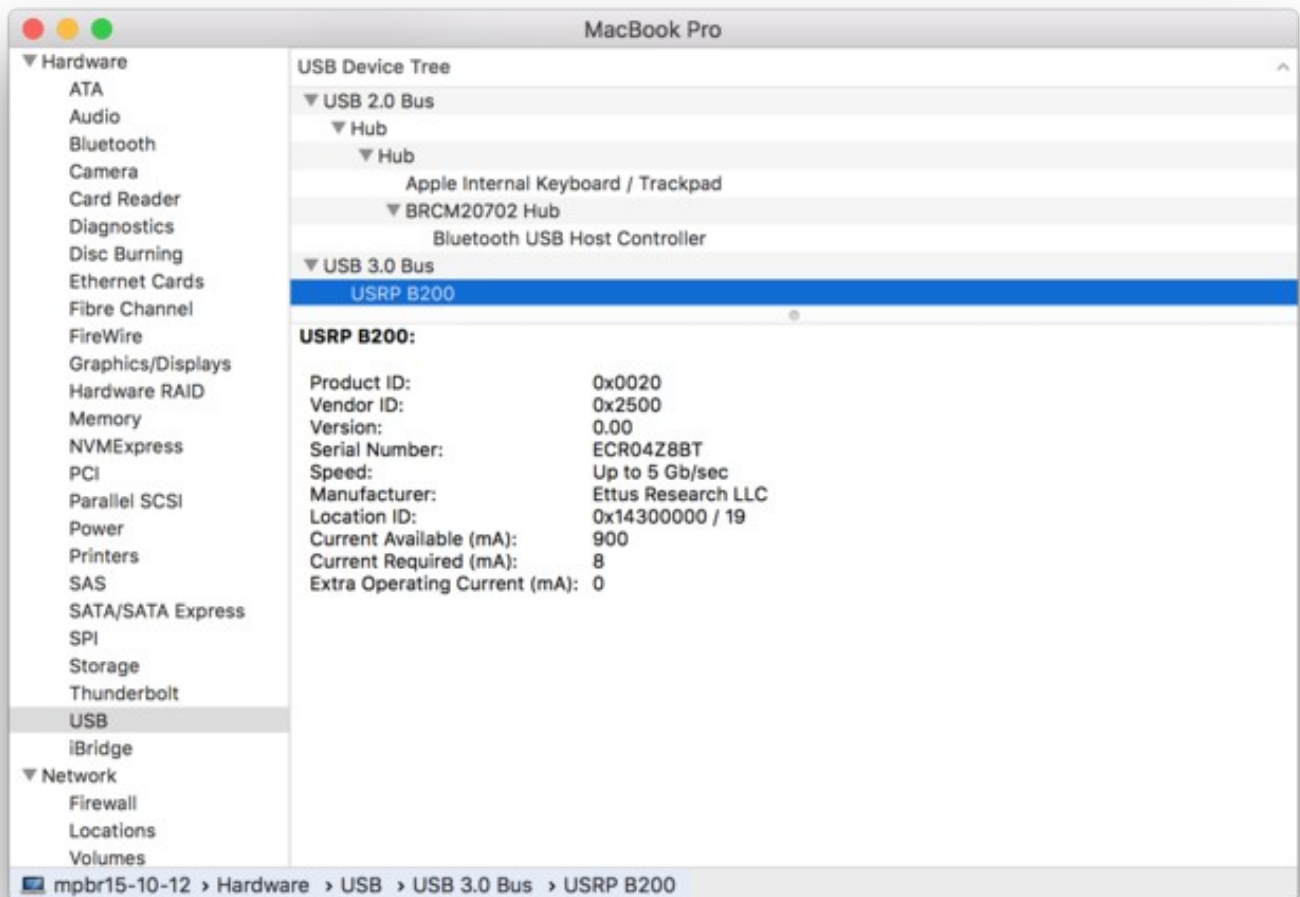 MacBook Pro
Hardware
ATA
Audio
Bluetooth
Camera
Card Reader
Diagnostics
Disc Burning
Ethernet Cards
Fibre Channel
FireWire
Graphics/Displays
Hardware RAID
Memory
NVMExpress
PCI
Parallel SCSI
Power
Printers
SAS
SATA/SATA Express
SPI
Storage
Thunderbolt
USB
iBridge
Network
Firewall
Locations
Volumes
USB Device Tree
USB 2.0 Bus
Hub
Hub
Apple Internal Keyboard / Trackpad
BRCM20702 Hub
Bluetooth USB Host Controller
USB 3.0 Bus
USRP B200
USRP B200:
Product ID: 0x0020
Vendor ID: 0x2500
Version: 0.00
Serial Number: ECR04Z8BT
Speed: Up to 5 Gb/sec
Manufacturer: Ettus Research LLC
Location ID: 0x14300000 / 19
Current Available (mA): 900
Current Required (mA): 8
Extra Operating Current (mA): 0
mpbr15-10-12 › Hardware › USB › USB 3.0 Bus › USRP B200